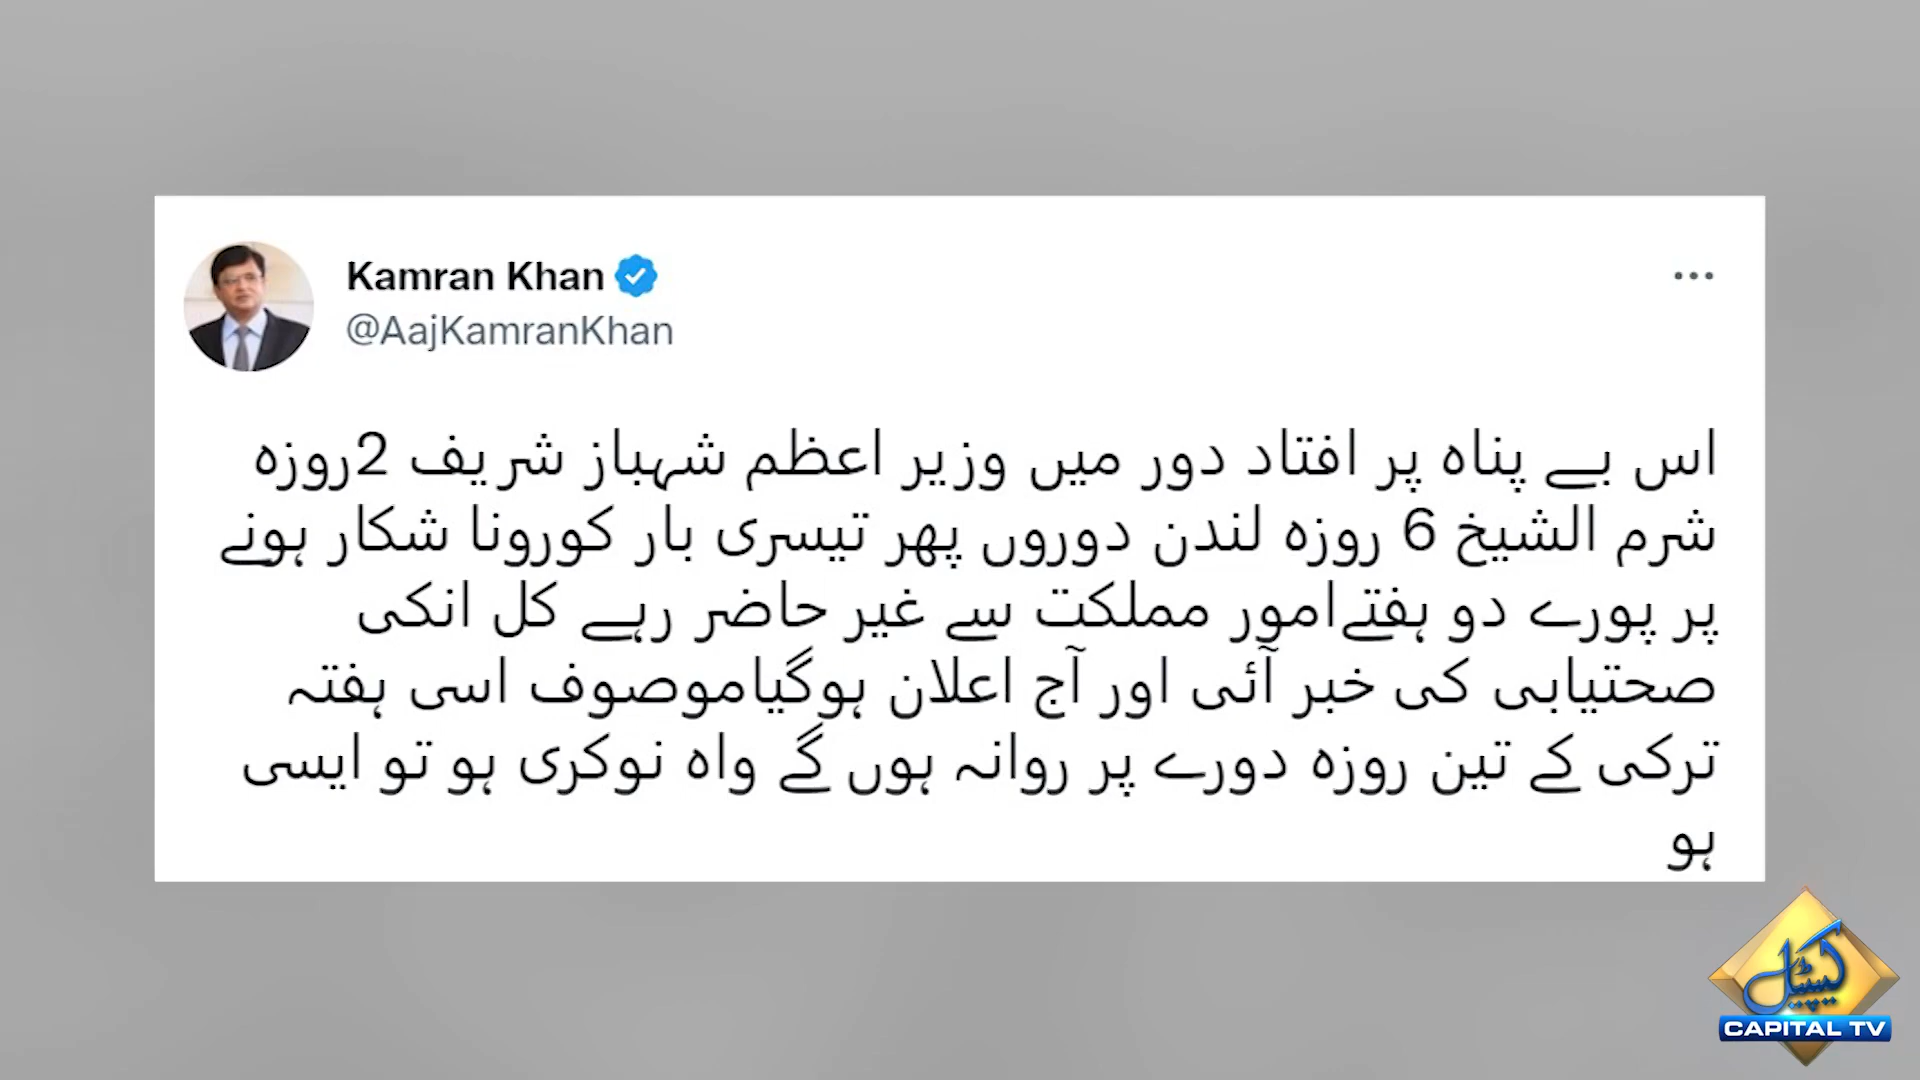 Kamran Khan
@AajKamranKhan
اس بے پناہ پر افتاد دور میں وزیر اعظم شہباز شریف 2روزہ
شرم الشیخ 6 روزہ لندن دوروں پھر تیسری بار کورونا شکار ہونے
پر پورے دو ہفتےامور مملکت سے غیر حاضر رہے کل انکی
صحتیابی کی خبر آئی اور آج اعلان ہوگیاموصوف اسی ہفتہ
ترکی کے تین روزہ دورے پر روانہ ہوں گے واہ نوکری ہو تو ایسی
ہو
کیپیٹل
CAPITAL TV